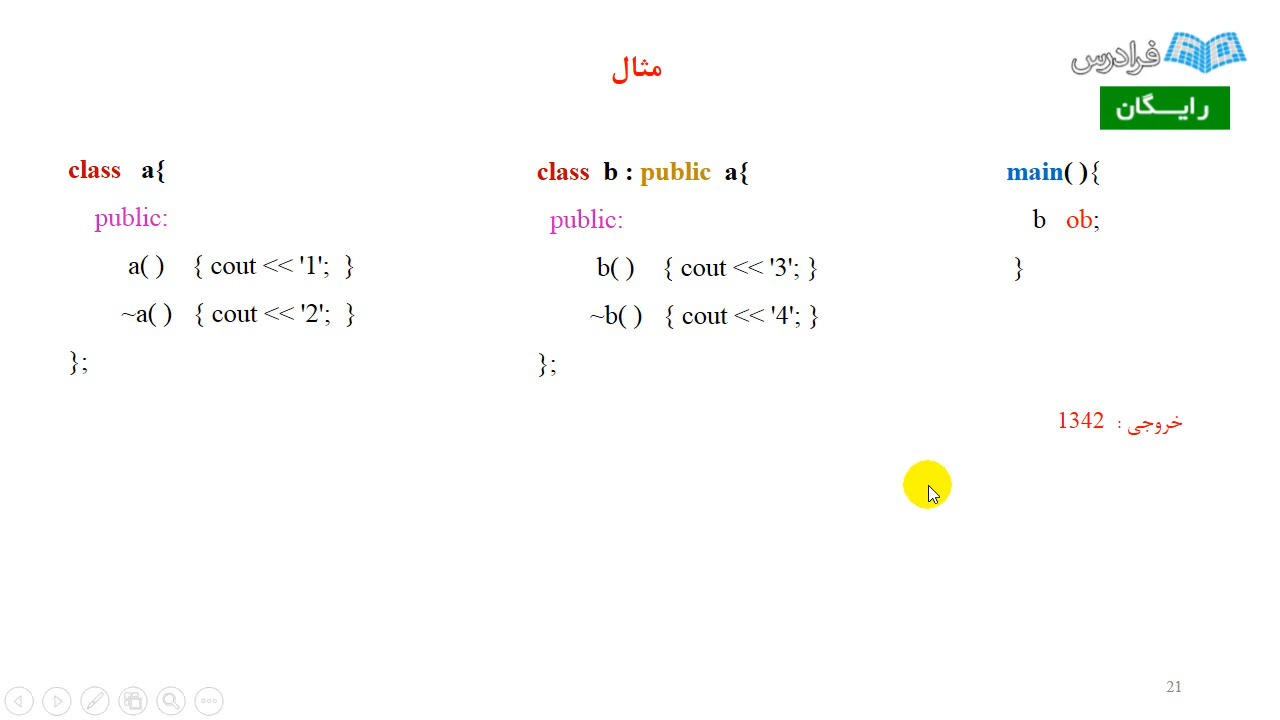 فرادرس
رایگان
مثال
class a{
public:
a( ) { cout << '1'; }
~a( ) { cout << '2'; }
};
class b : public a{
public:
b( ) { cout << '3'; }
~b( ) { cout << '4'; }
};
main( ){
b ob;
}
خروجی : 1342
21